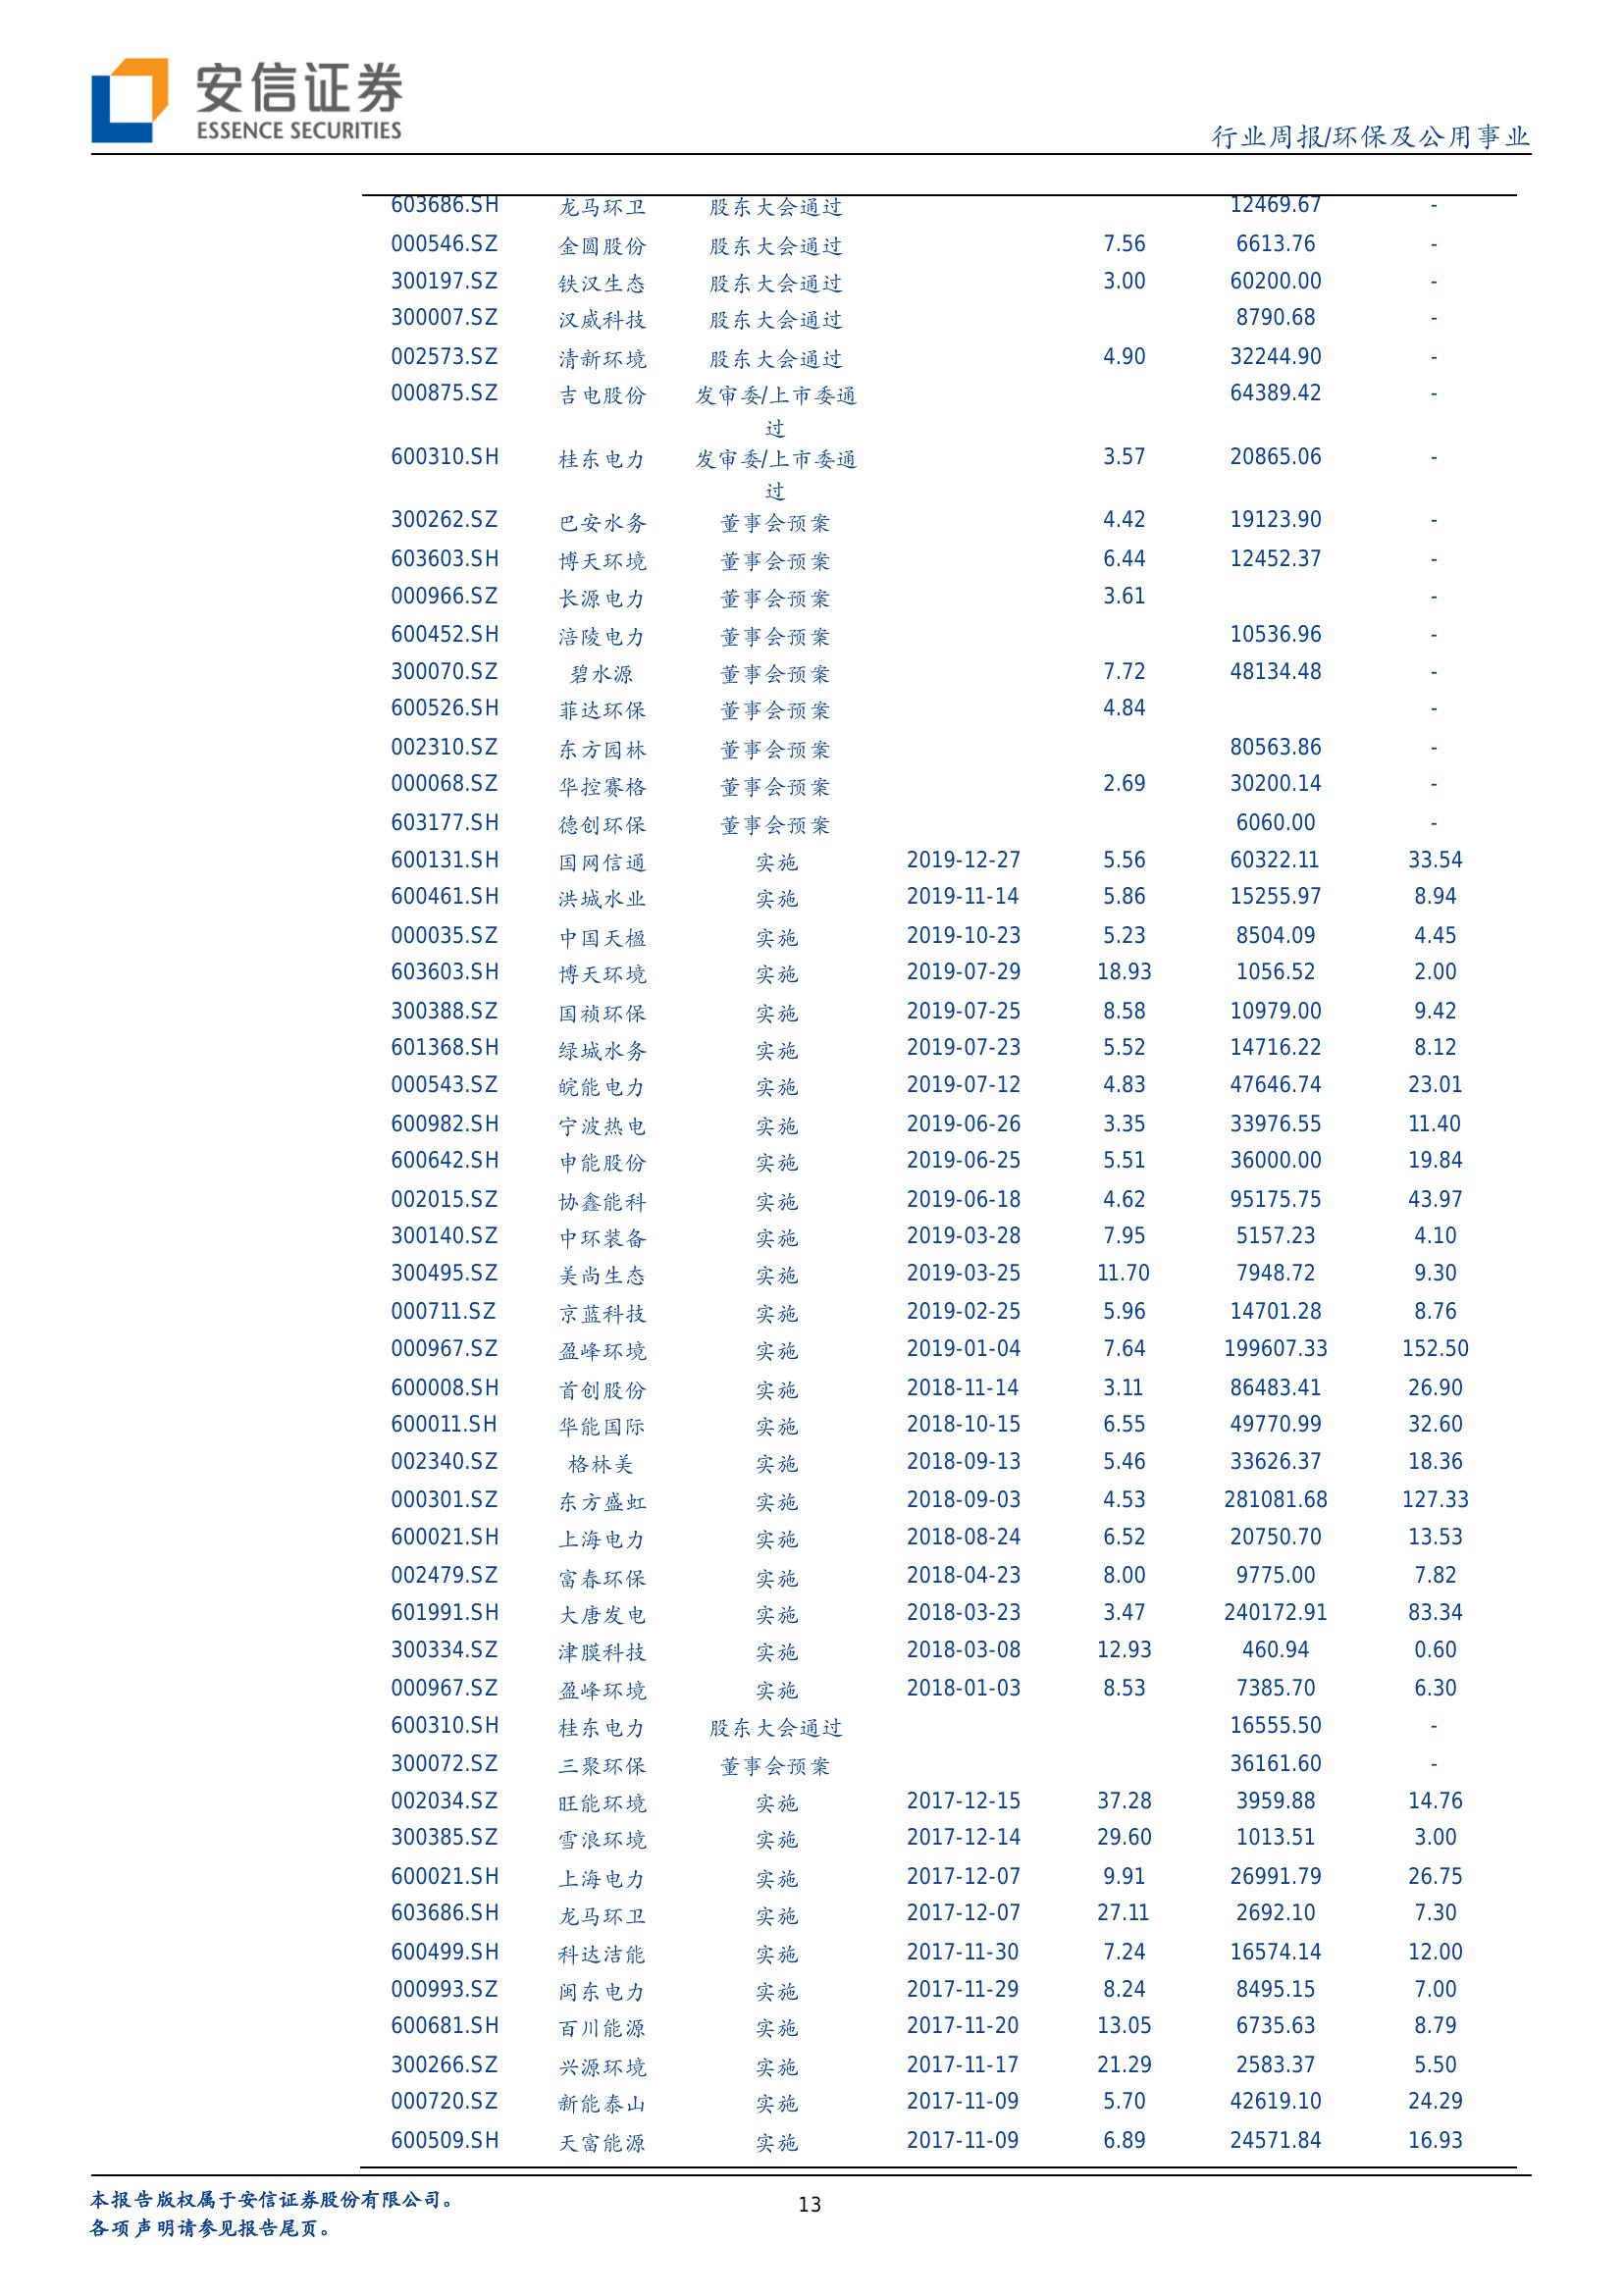 安信证券
ESSENCE SECURITIES
行业周报/环保及公用事业
603686.SH 龙马环卫 股东大会通过 12469.67 -
000546.SZ 金圆股份 股东大会通过 7.56 6613.76 -
300197.SZ 铁汉生态 股东大会通过 3.00 60200.00 -
300007.SZ 汉威科技 股东大会通过 8790.68 -
002573.SZ 清新环境 股东大会通过 4.90 32244.90 -
000875.SZ 吉电股份 发审委/上市委通 64389.42 -
过
600310.SH 桂东电力 发审委/上市委通 3.57 20865.06 -
过
300262.SZ 巴安水务 董事会预案 4.42 19123.90 -
603603.SH 博天环境 董事会预案 6.44 12452.37 -
000966.SZ 长源电力 董事会预案 3.61 -
600452.SH 涪陵电力 董事会预案 10536.96 -
300070.SZ 碧水源 董事会预案 7.72 48134.48 -
600526.SH 菲达环保 董事会预案 4.84 -
002310.SZ 东方园林 董事会预案 80563.86 -
000068.SZ 华控赛格 董事会预案 2.69 30200.14 -
603177.SH 德创环保 董事会预案 6060.00 -
600131.SH 国网信通 实施 2019-12-27 5.56 60322.11 33.54
600461.SH 洪城水业 实施 2019-11-14 5.86 15255.97 8.94
000035.SZ 中国天楹 实施 2019-10-23 5.23 8504.09 4.45
603603.SH 博天环境 实施 2019-07-29 18.93 1056.52 2.00
300388.SZ 国祯环保 实施 2019-07-25 8.58 10979.00 9.42
601368.SH 绿城水务 实施 2019-07-23 5.52 14716.22 8.12
000543.SZ 皖能电力 实施 2019-07-12 4.83 47646.74 23.01
600982.SH 宁波热电 实施 2019-06-26 3.35 33976.55 11.40
600642.SH 申能股份 实施 2019-06-25 5.51 36000.00 19.84
002015.SZ 协鑫能科 实施 2019-06-18 4.62 95175.75 43.97
300140.SZ 中环装备 实施 2019-03-28 7.95 5157.23 4.10
300495.SZ 美尚生态 实施 2019-03-25 11.70 7948.72 9.30
000711.SZ 京蓝科技 实施 2019-02-25 5.96 14701.28 8.76
000967.SZ 盈峰环境 实施 2019-01-04 7.64 199607.33 152.50
600008.SH 首创股份 实施 2018-11-14 3.11 86483.41 26.90
600011.SH 华能国际 实施 2018-10-15 6.55 49770.99 32.60
002340.SZ 格林美 实施 2018-09-13 5.46 33626.37 18.36
000301.SZ 东方盛虹 实施 2018-09-03 4.53 281081.68 127.33
600021.SH 上海电力 实施 2018-08-24 6.52 20750.70 13.53
002479.SZ 富春环保 实施 2018-04-23 8.00 9775.00 7.82
601991.SH 大唐发电 实施 2018-03-23 3.47 240172.91 83.34
300334.SZ 津膜科技 实施 2018-03-08 12.93 460.94 0.60
000967.SZ 盈峰环境 实施 2018-01-03 8.53 7385.70 6.30
600310.SH 桂东电力 股东大会通过 16555.50 -
300072.SZ 三聚环保 董事会预案 36161.60 -
002034.SZ 旺能环境 实施 2017-12-15 37.28 3959.88 14.76
300385.SZ 雪浪环境 实施 2017-12-14 29.60 1013.51 3.00
600021.SH 上海电力 实施 2017-12-07 9.91 26991.79 26.75
603686.SH 龙马环卫 实施 2017-12-07 27.11 2692.10 7.30
600499.SH 科达洁能 实施 2017-11-30 7.24 16574.14 12.00
000993.SZ 闽东电力 实施 2017-11-29 8.24 8495.15 7.00
600681.SH 百川能源 实施 2017-11-20 13.05 6735.63 8.79
300266.SZ 兴源环境 实施 2017-11-17 21.29 2583.37 5.50
000720.SZ 新能泰山 实施 2017-11-09 5.70 42619.10 24.29
600509.SH 天富能源 实施 2017-11-09 6.89 24571.84 16.93
本报告版权属于安信证券股份有限公司。
各项声明请参见报告尾页。
13